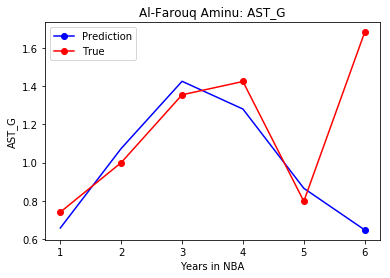 Al-Farouq Aminu: AST_G
Prediction
True
AST_G
1.6
1.4
1.2
1.0
0.8
0.6
1 2 3 4 5 6
Years in NBA